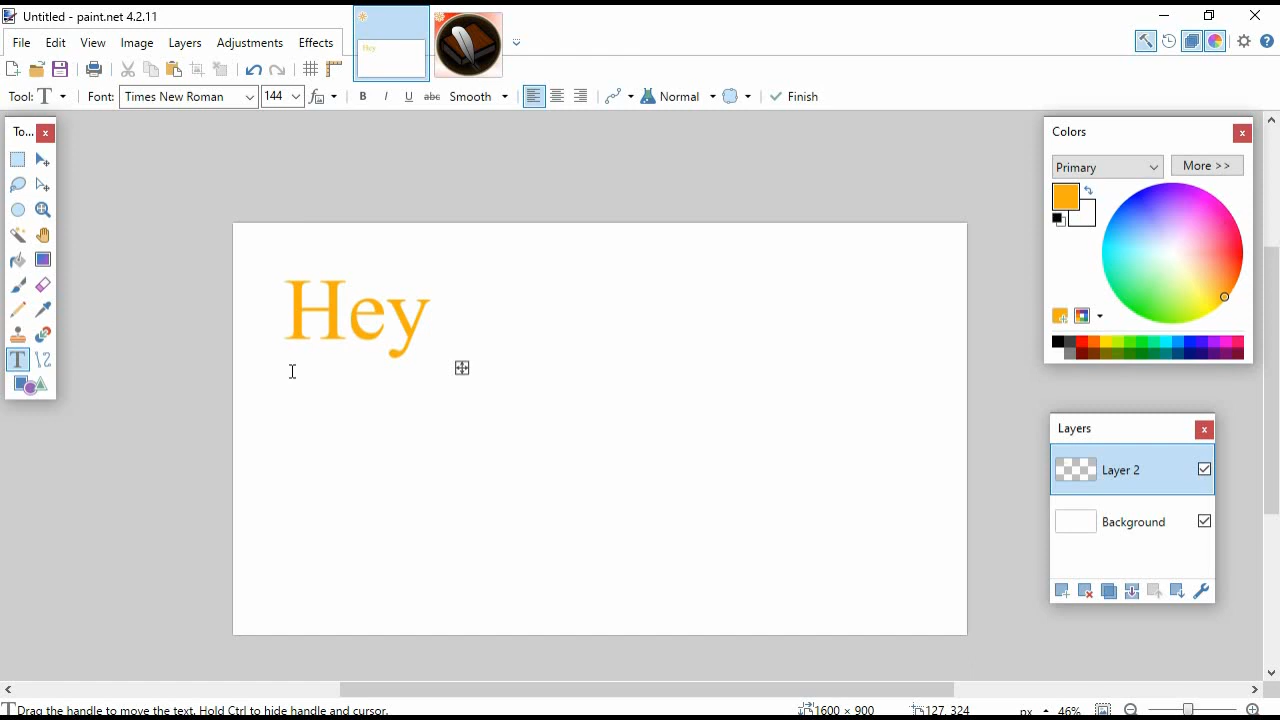 Untitled - paint.net 4.2.11
File Edit View Image Layers Adjustments Effects
Hey
Tool: T Font: Times New Roman 144 B I U abc Smooth Normal Finish
To...
Colors
Primary More >>
Hey
Layers
Layer 2
Background
Drag the handle to move the text. Hold Ctrl to hide handle and cursor. 1600 × 900 127, 324 px 46%